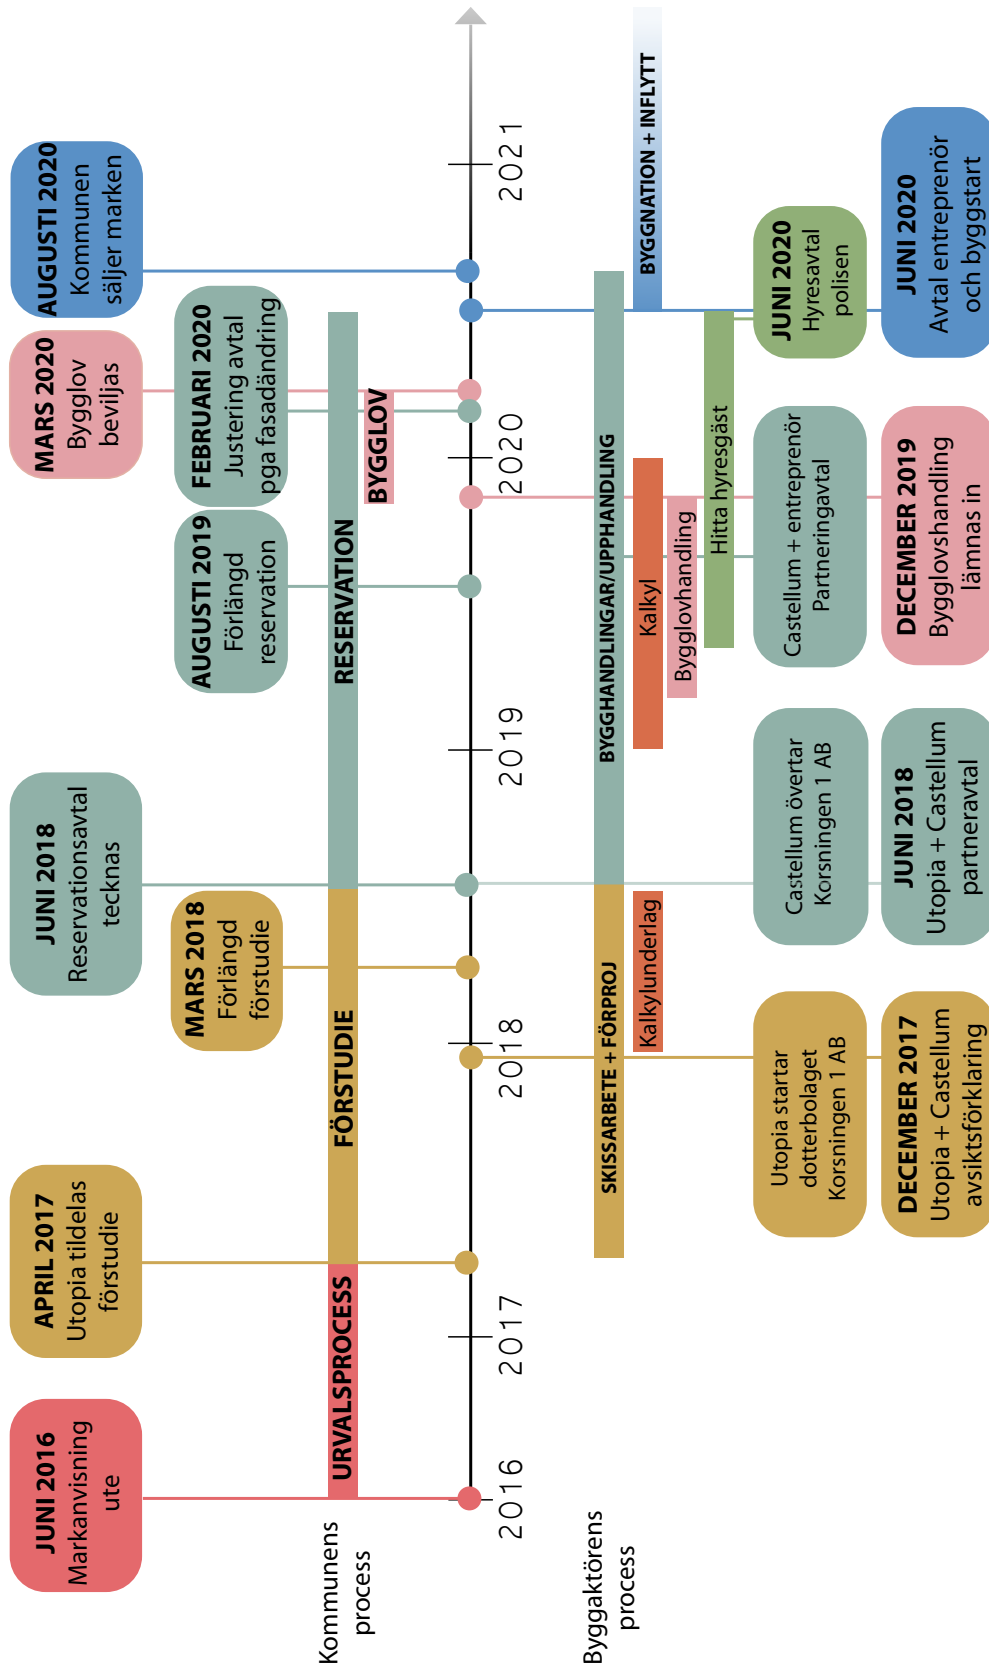 JUNI 2016
Markanvisning
ute
APRIL 2017
Utopia tildelas
förstudie
JUNI 2018
Reservationsavtal
tecknas
MARS 2020
Bygglov
beviljas
AUGUSTI 2020
Kommunen
säljer marken
MARS 2018
Förlängd
förstudie
AUGUSTI 2019
Förlängd
reservation
FEBRUARI 2020
Justering avtal
pga fasadändring
Kommunens
process
URVALSPROCESS
FÖRSTUDIE
RESERVATION
BYGGLOV
2016
2017
2018
2019
2020
2021
Byggaktörens
process
SKISSARBETE + FÖRPROJ
BYGGHANDLINGAR/UPPHANDLING
BYGGNATION + INFLYTT
Kalkylunderlag
Kalkyl
Bygglovhandling
Hitta hyresgäst
Utopia startar
dotterbolaget
Korsningen 1 AB
Castellum övertar
Korsningen 1 AB
Castellum + entreprenör
Partneringavtal
JUNI 2020
Hyresavtal
polisen
DECEMBER 2017
Utopia + Castellum
avsiktsförklaring
JUNI 2018
Utopia + Castellum
partneravtal
DECEMBER 2019
Bygglovshandling
lämnas in
JUNI 2020
Avtal entreprenör
och byggstart